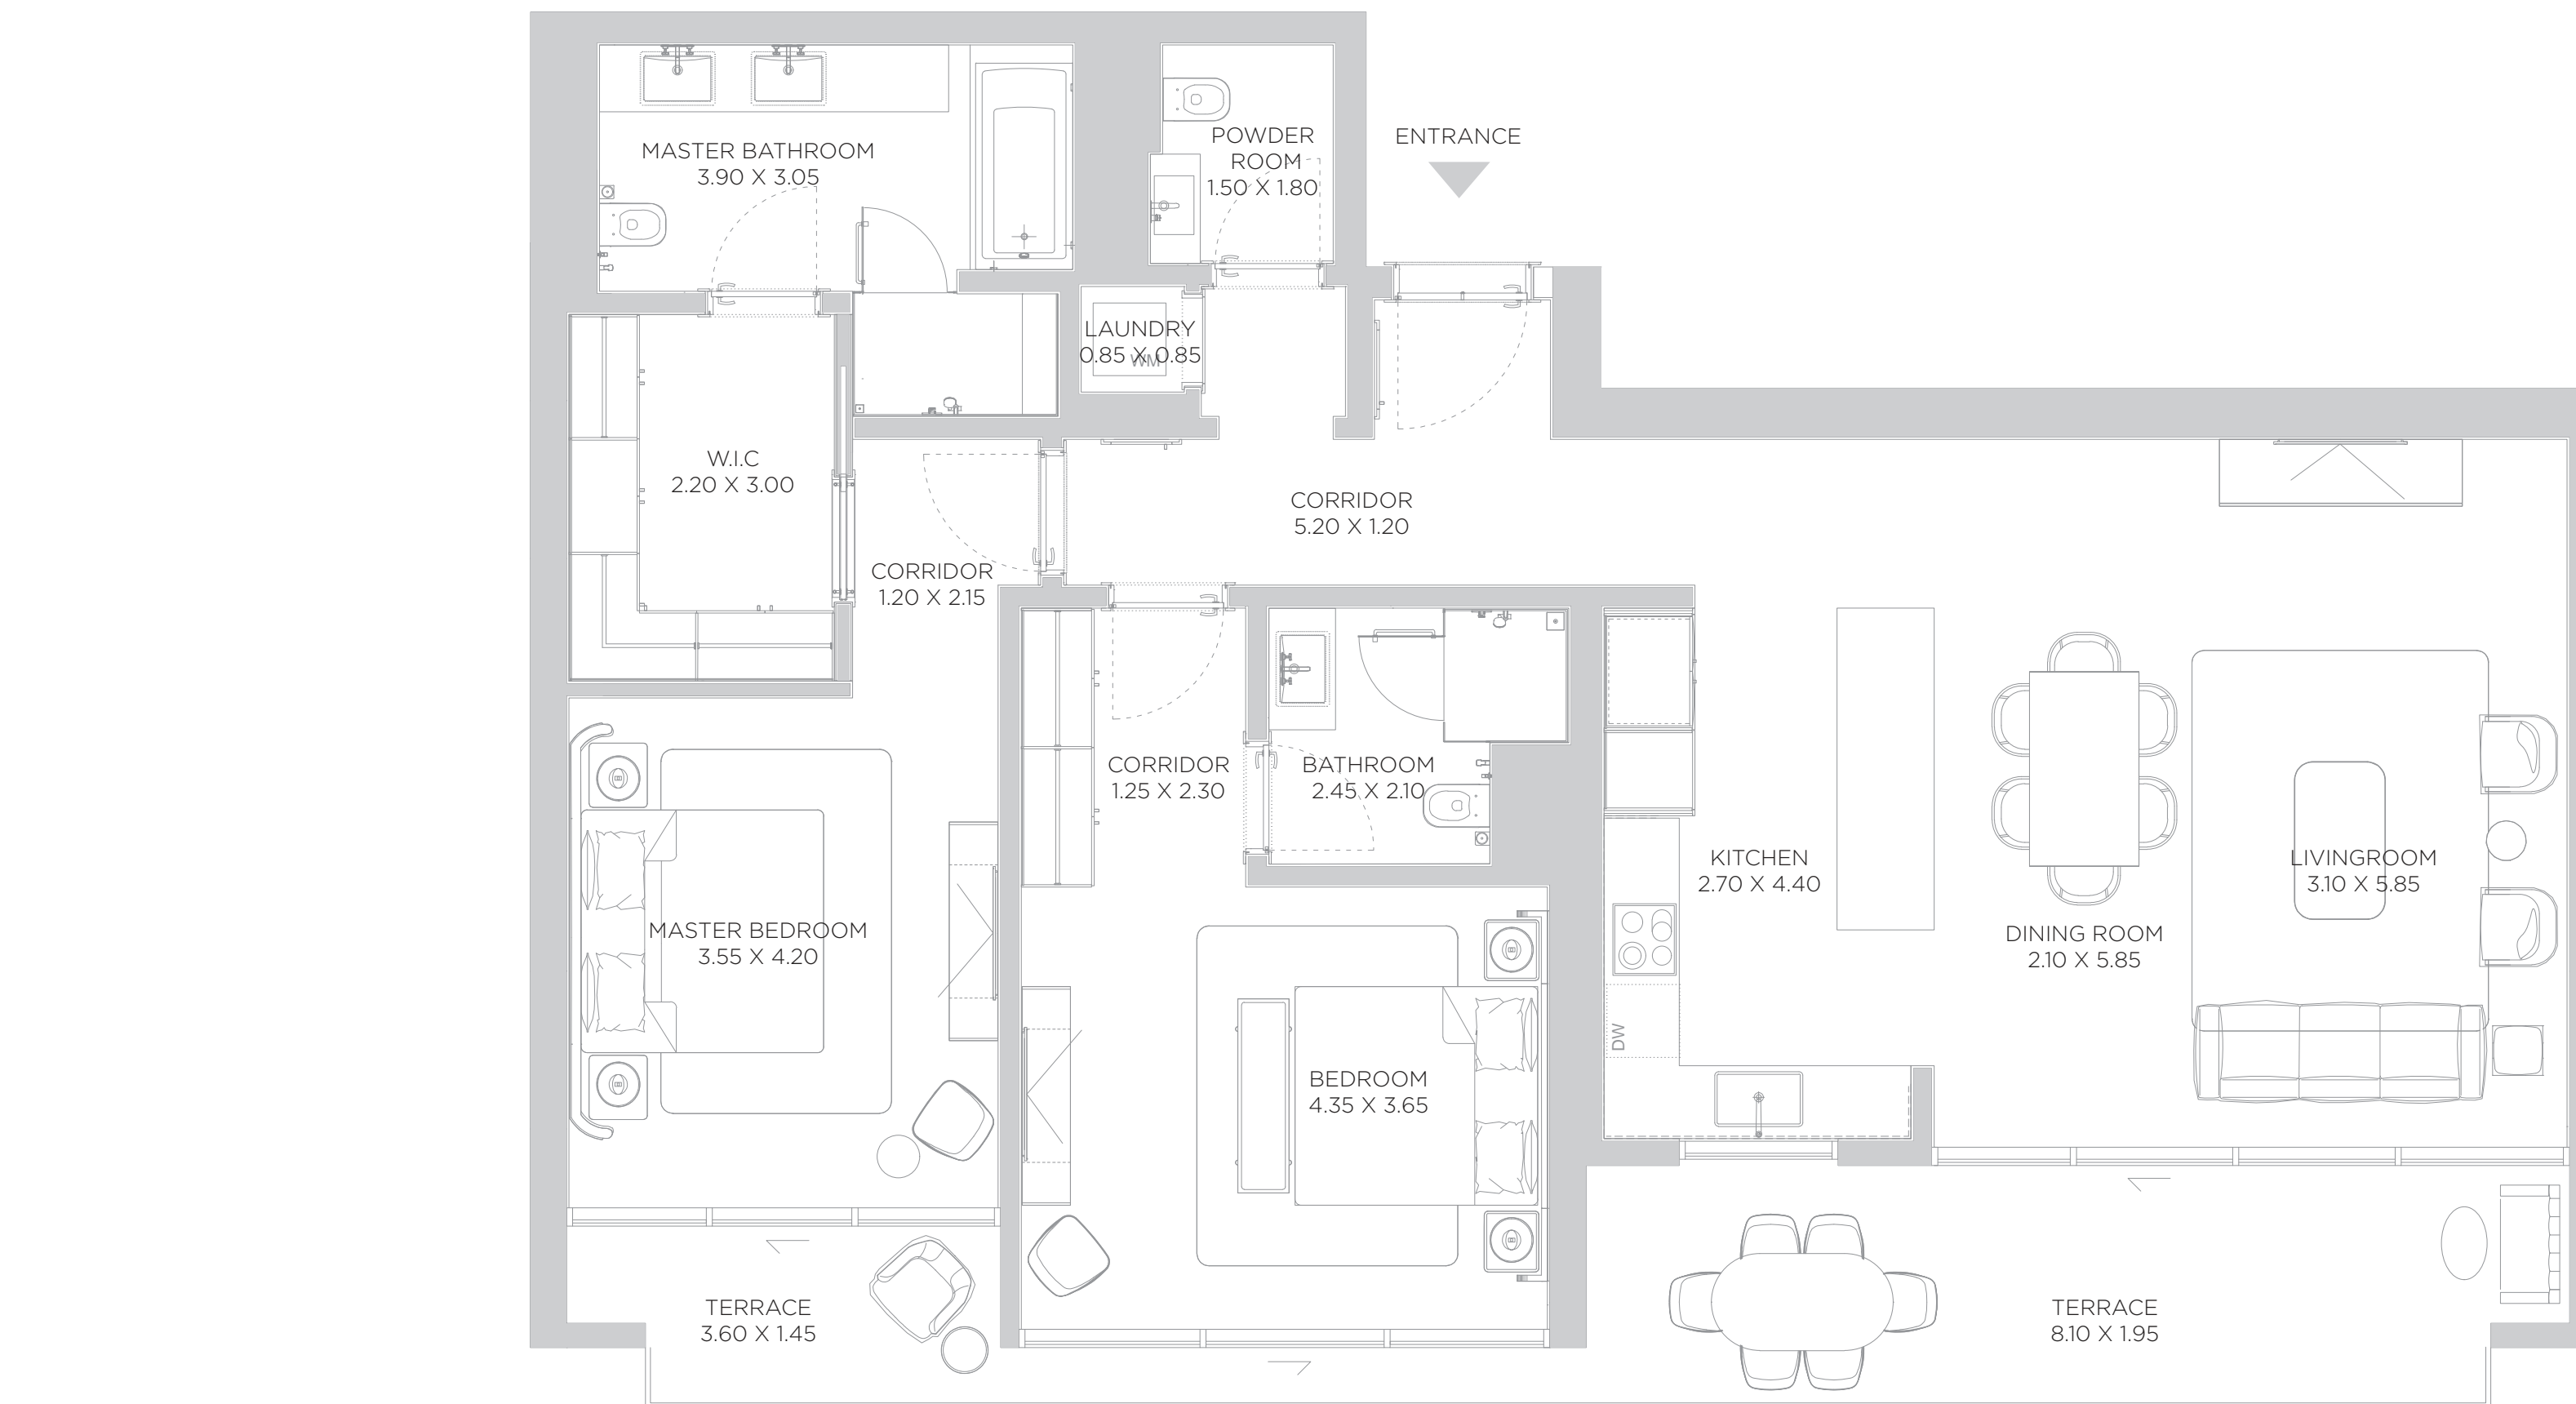 MASTER BATHROOM
3.90 X 3.05
POWDER
ROOM
1.50 X 1.80
ENTRANCE
LAUNDRY
0.85 X 0.85
WM
W.I.C
2.20 X 3.00
CORRIDOR
5.20 X 1.20
CORRIDOR
1.20 X 2.15
CORRIDOR
1.25 X 2.30
BATHROOM
2.45 X 2.10
KITCHEN
2.70 X 4.40
LIVINGROOM
3.10 X 5.85
MASTER BEDROOM
3.55 X 4.20
DINING ROOM
2.10 X 5.85
DW
BEDROOM
4.35 X 3.65
TERRACE
3.60 X 1.45
TERRACE
8.10 X 1.95